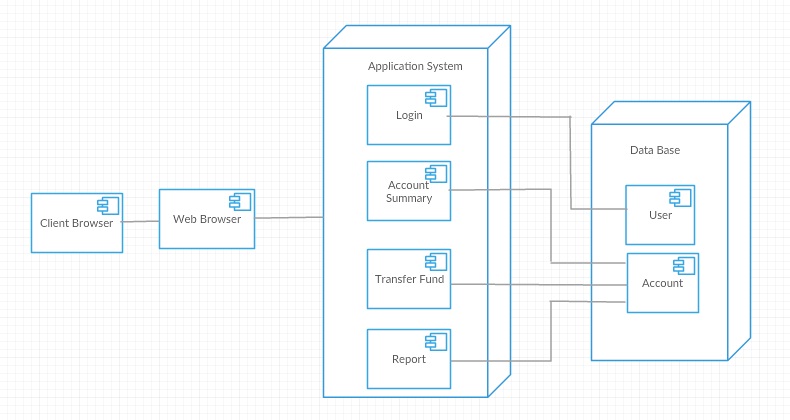 Application System
Login
Account
Summary
Transfer Fund
Report
Client Browser
Web Browser
Data Base
User
Account